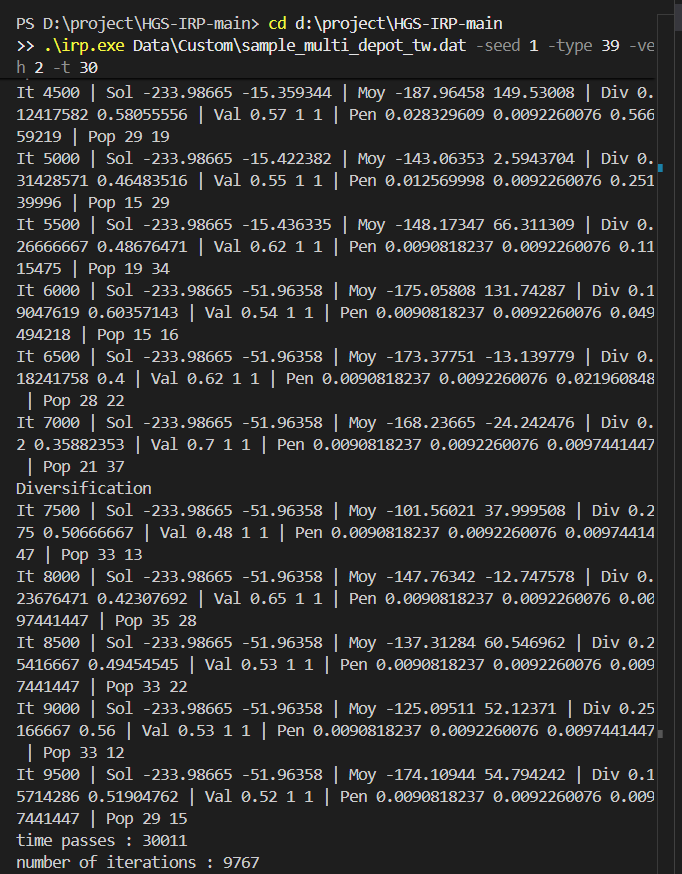 PS D:\project\HGS-IRP-main> cd d:\project\HGS-IRP-main
>> .\irp.exe Data\Custom\sample_multi_depot_tw.dat -seed 1 -type 39 -ve
h 2 -t 30
It 4500 | Sol -233.98665 -15.359344 | Moy -187.96458 149.53008 | Div 0.
12417582 0.58055556 | Val 0.57 1 1 | Pen 0.028329609 0.0092260076 0.566
59219 | Pop 29 19
It 5000 | Sol -233.98665 -15.422382 | Moy -143.06353 2.5943704 | Div 0.
31428571 0.46483516 | Val 0.55 1 1 | Pen 0.012569998 0.0092260076 0.251
39996 | Pop 15 29
It 5500 | Sol -233.98665 -15.436335 | Moy -148.17347 66.311309 | Div 0.
26666667 0.48676471 | Val 0.62 1 1 | Pen 0.0090818237 0.0092260076 0.11
15475 | Pop 19 34
It 6000 | Sol -233.98665 -51.96358 | Moy -175.05808 131.74287 | Div 0.1
9047619 0.60357143 | Val 0.54 1 1 | Pen 0.0090818237 0.0092260076 0.049
494218 | Pop 15 16
It 6500 | Sol -233.98665 -51.96358 | Moy -173.37751 -13.139779 | Div 0.
18241758 0.4 | Val 0.62 1 1 | Pen 0.0090818237 0.0092260076 0.021960848
| Pop 28 22
It 7000 | Sol -233.98665 -51.96358 | Moy -168.23665 -24.242476 | Div 0.
2 0.35882353 | Val 0.7 1 1 | Pen 0.0090818237 0.0092260076 0.0097441447
| Pop 21 37
Diversification
It 7500 | Sol -233.98665 -51.96358 | Moy -101.56021 37.999508 | Div 0.2
75 0.50666667 | Val 0.48 1 1 | Pen 0.0090818237 0.0092260076 0.00974414
47 | Pop 33 13
It 8000 | Sol -233.98665 -51.96358 | Moy -147.76342 -12.747578 | Div 0.
23676471 0.42307692 | Val 0.65 1 1 | Pen 0.0090818237 0.0092260076 0.00
97441447 | Pop 35 28
It 8500 | Sol -233.98665 -51.96358 | Moy -137.31284 60.546962 | Div 0.2
5416667 0.49454545 | Val 0.53 1 1 | Pen 0.0090818237 0.0092260076 0.009
7441447 | Pop 33 22
It 9000 | Sol -233.98665 -51.96358 | Moy -125.09511 52.12371 | Div 0.25
166667 0.56 | Val 0.53 1 1 | Pen 0.0090818237 0.0092260076 0.0097441447
| Pop 33 12
It 9500 | Sol -233.98665 -51.96358 | Moy -174.10944 54.794242 | Div 0.1
5714286 0.51904762 | Val 0.52 1 1 | Pen 0.0090818237 0.0092260076 0.009
7441447 | Pop 29 15
time passes : 30011
number of iterations : 9767